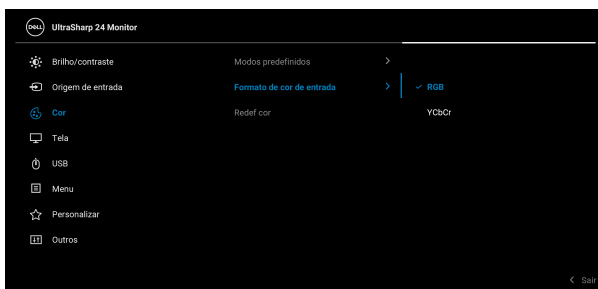 DELL UltraSharp 24 Monitor
Brilho/contraste Modos predefinidos
Origem de entrada Formato de cor de entrada RGB
Cor Redef cor YCbCr
Tela
USB
Menu
Personalizar
Outros
Sair